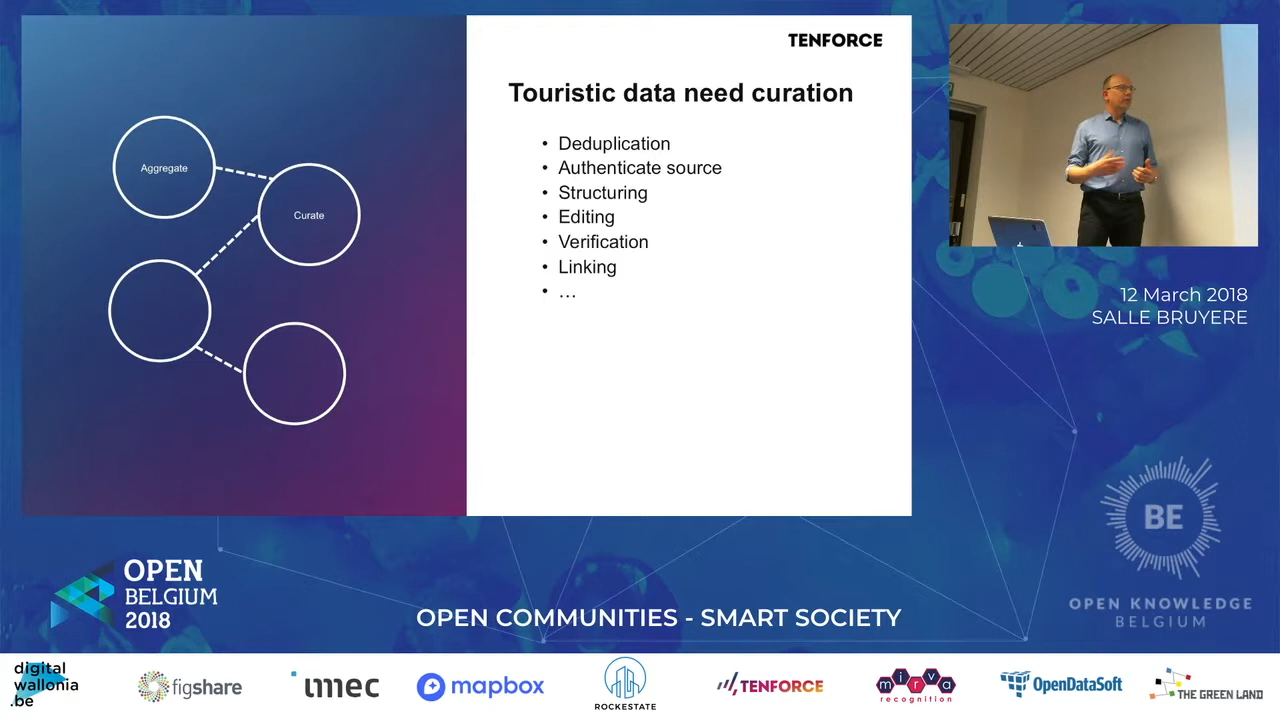 TENFORCE
Touristic data need curation
• Deduplication
• Authenticate source
• Structuring
• Editing
• Verification
• Linking
• …
Aggregate
Curate
12 March 2018
SALLE BRUYERE
OPEN
BELGIUM
2018
OPEN COMMUNITIES - SMART SOCIETY
BE
OPEN KNOWLEDGE
BELGIUM
digital
wallonia
.be
figshare
imec
mapbox
ROCKESTATE
TENFORCE
mirva
recognition
OpenDataSoft
THE GREEN LAND